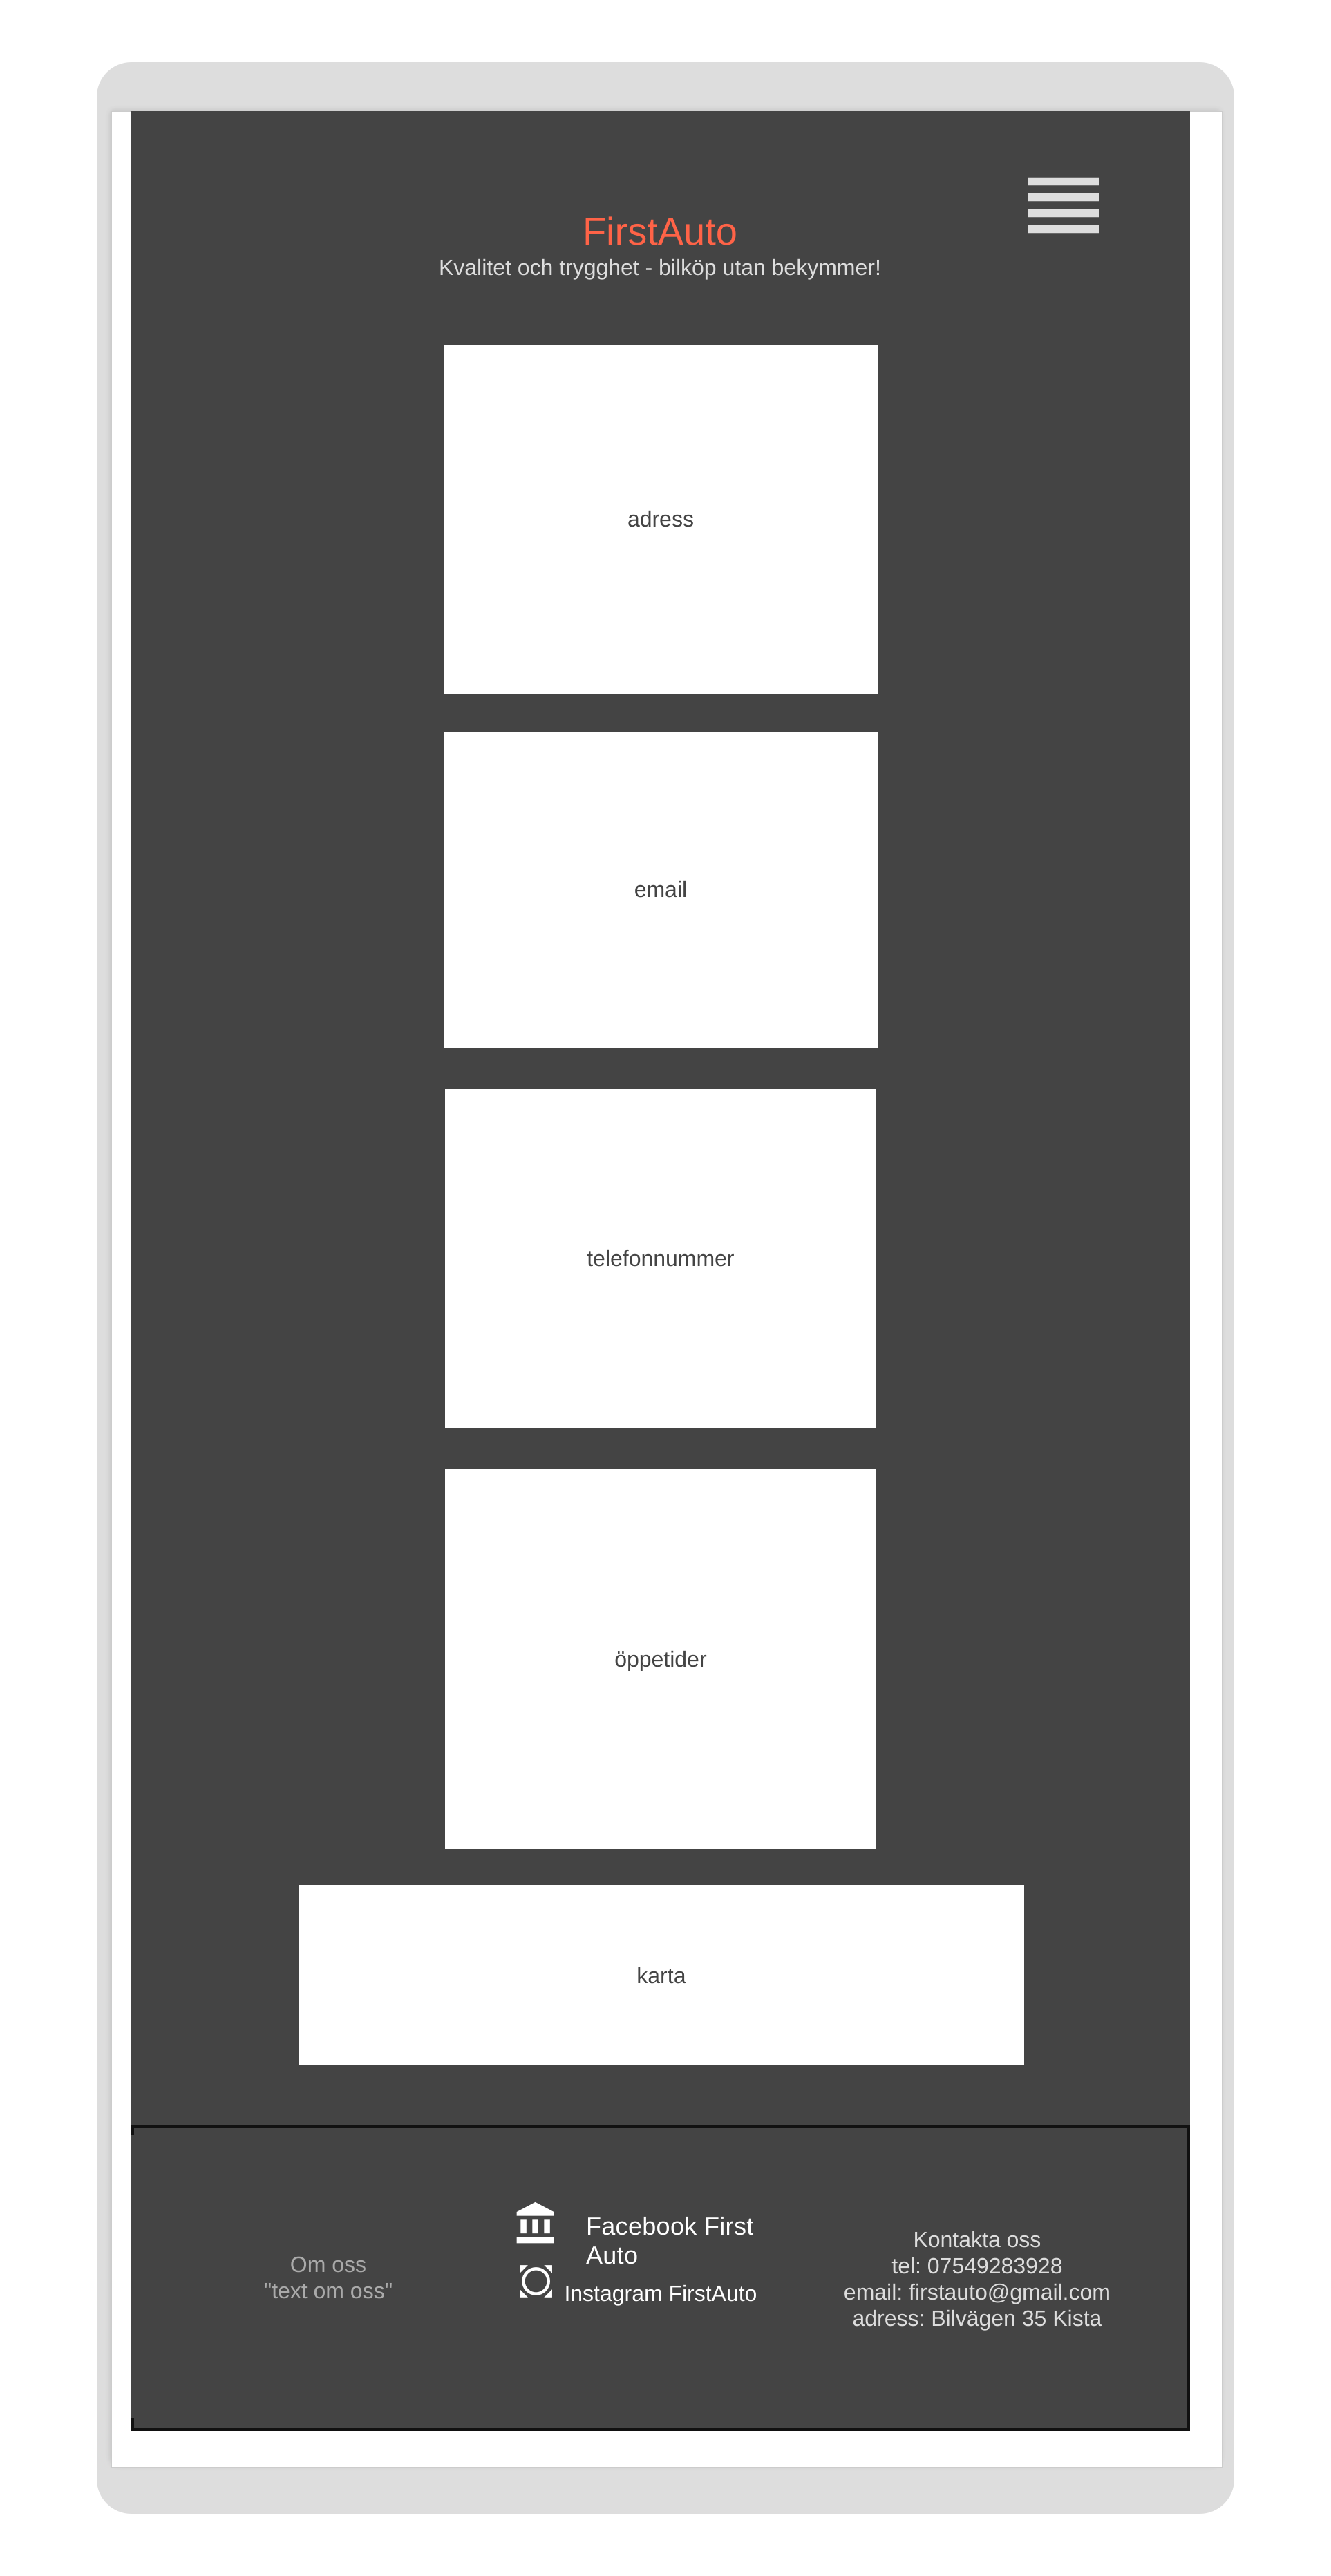 FirstAuto
Kvalitet och trygghet - bilköp utan bekymmer!
adress
email
telefonnummer
öppetider
karta
Om oss
"text om oss"
Facebook First
Auto
Instagram FirstAuto
Kontakta oss
tel: 07549283928
email: firstauto@gmail.com
adress: Bilvägen 35 Kista